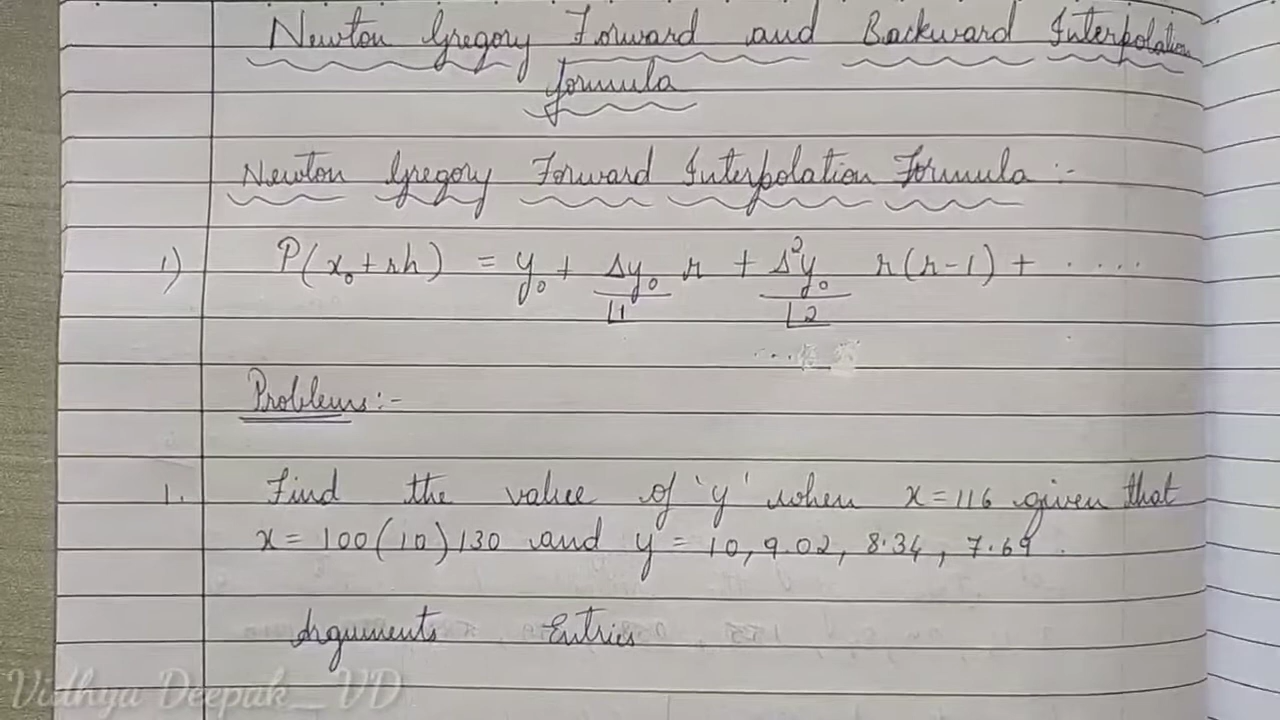 Newton Gregory Forward and Backward Interpolation
formula
Newton Gregory Forward Interpolation Formula :-
1) P(x₀+rh) = y₀ + Δy₀/⌊1 r + Δ²y₀/⌊2 r(r-1) + ....
Problems:-
1. Find the value of 'y' when x=116 given that
x = 100(10)130 and y = 10, 9.02, 8.34, 7.69.
Arguments Entries
Vidhya Deepak_VD